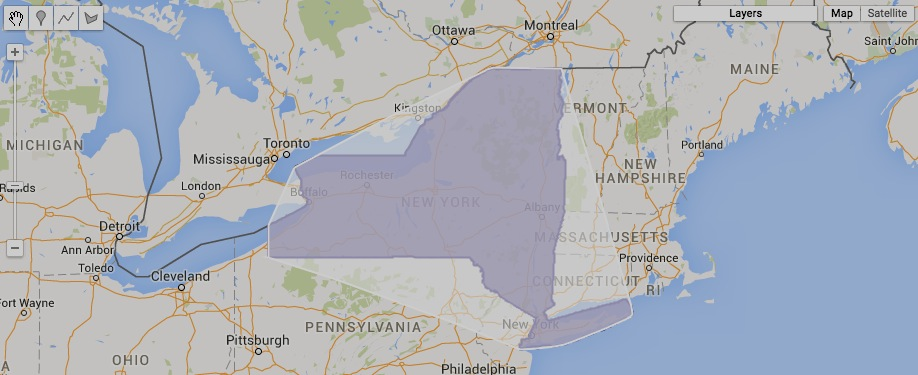 Layers
Map
Satellite
Ottawa
Montreal
Saint John
MAINE
Kingston
VERMONT
MICHIGAN
Toronto
Mississauga
Portland
NEW
HAMPSHIRE
Rochester
London
Buffalo
Rapids
NEW YORK
Albany
Detroit
MASSACHUSETTS
Ann Arbor
Providence
Toledo
Cleveland
CONNECTICUT
RI
Fort Wayne
New York
PENNSYLVANIA
Pittsburgh
OHIO
Philadelphia